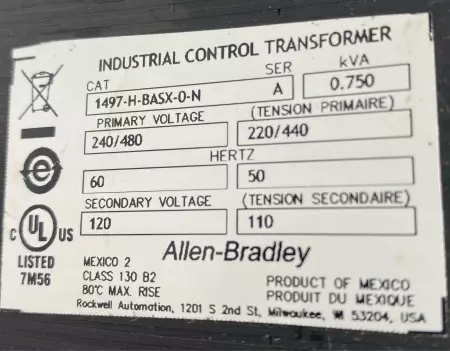 INDUSTRIAL CONTROL TRANSFORMER
CAT SER kVA
1497-H-BASX-0-N A 0.750
PRIMARY VOLTAGE (TENSION PRIMAIRE)
240/480 220/440
HERTZ
60 50
SECONDARY VOLTAGE (TENSION SECONDAIRE)
120 110
C UL US
LISTED
7M56
Allen-Bradley
MEXICO 2
CLASS 130 B2
80°C MAX. RISE
PRODUCT OF MEXICO
PRODUIT DU MEXIQUE
Rockwell Automation, 1201 S 2nd St, Milwaukee, WI 53204, USA